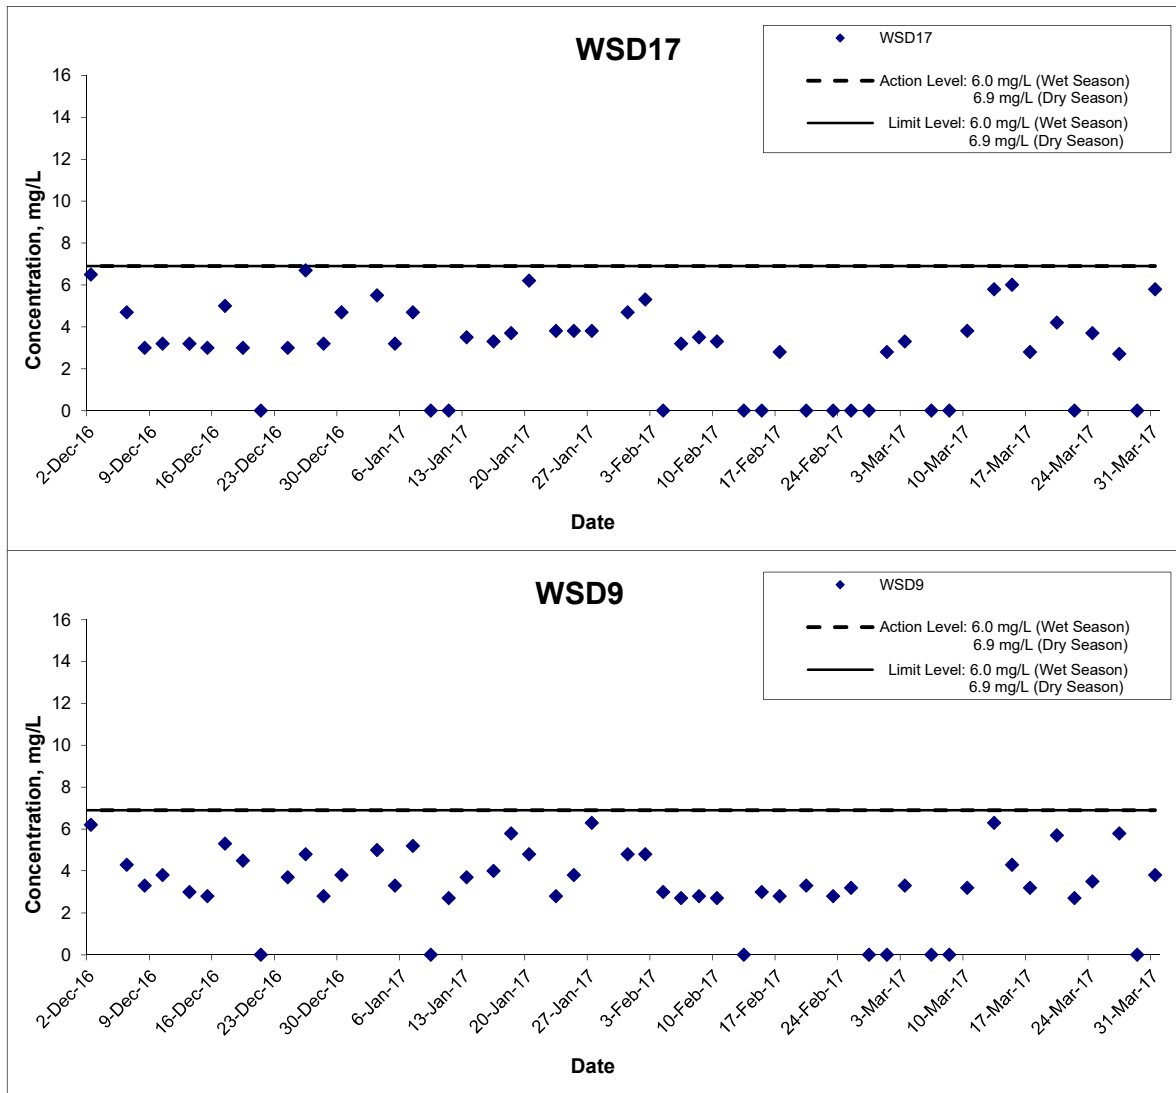 WSD17
WSD17
Action Level: 6.0 mg/L (Wet Season)
6.9 mg/L (Dry Season)
Limit Level: 6.0 mg/L (Wet Season)
6.9 mg/L (Dry Season)
Concentration, mg/L
16
14
12
10
8
6
4
2
0
2-Dec-16
9-Dec-16
16-Dec-16
23-Dec-16
30-Dec-16
6-Jan-17
13-Jan-17
20-Jan-17
27-Jan-17
3-Feb-17
10-Feb-17
17-Feb-17
24-Feb-17
3-Mar-17
10-Mar-17
17-Mar-17
24-Mar-17
31-Mar-17
Date
WSD9
WSD9
Action Level: 6.0 mg/L (Wet Season)
6.9 mg/L (Dry Season)
Limit Level: 6.0 mg/L (Wet Season)
6.9 mg/L (Dry Season)
Concentration, mg/L
16
14
12
10
8
6
4
2
0
2-Dec-16
9-Dec-16
16-Dec-16
23-Dec-16
30-Dec-16
6-Jan-17
13-Jan-17
20-Jan-17
27-Jan-17
3-Feb-17
10-Feb-17
17-Feb-17
24-Feb-17
3-Mar-17
10-Mar-17
17-Mar-17
24-Mar-17
31-Mar-17
Date